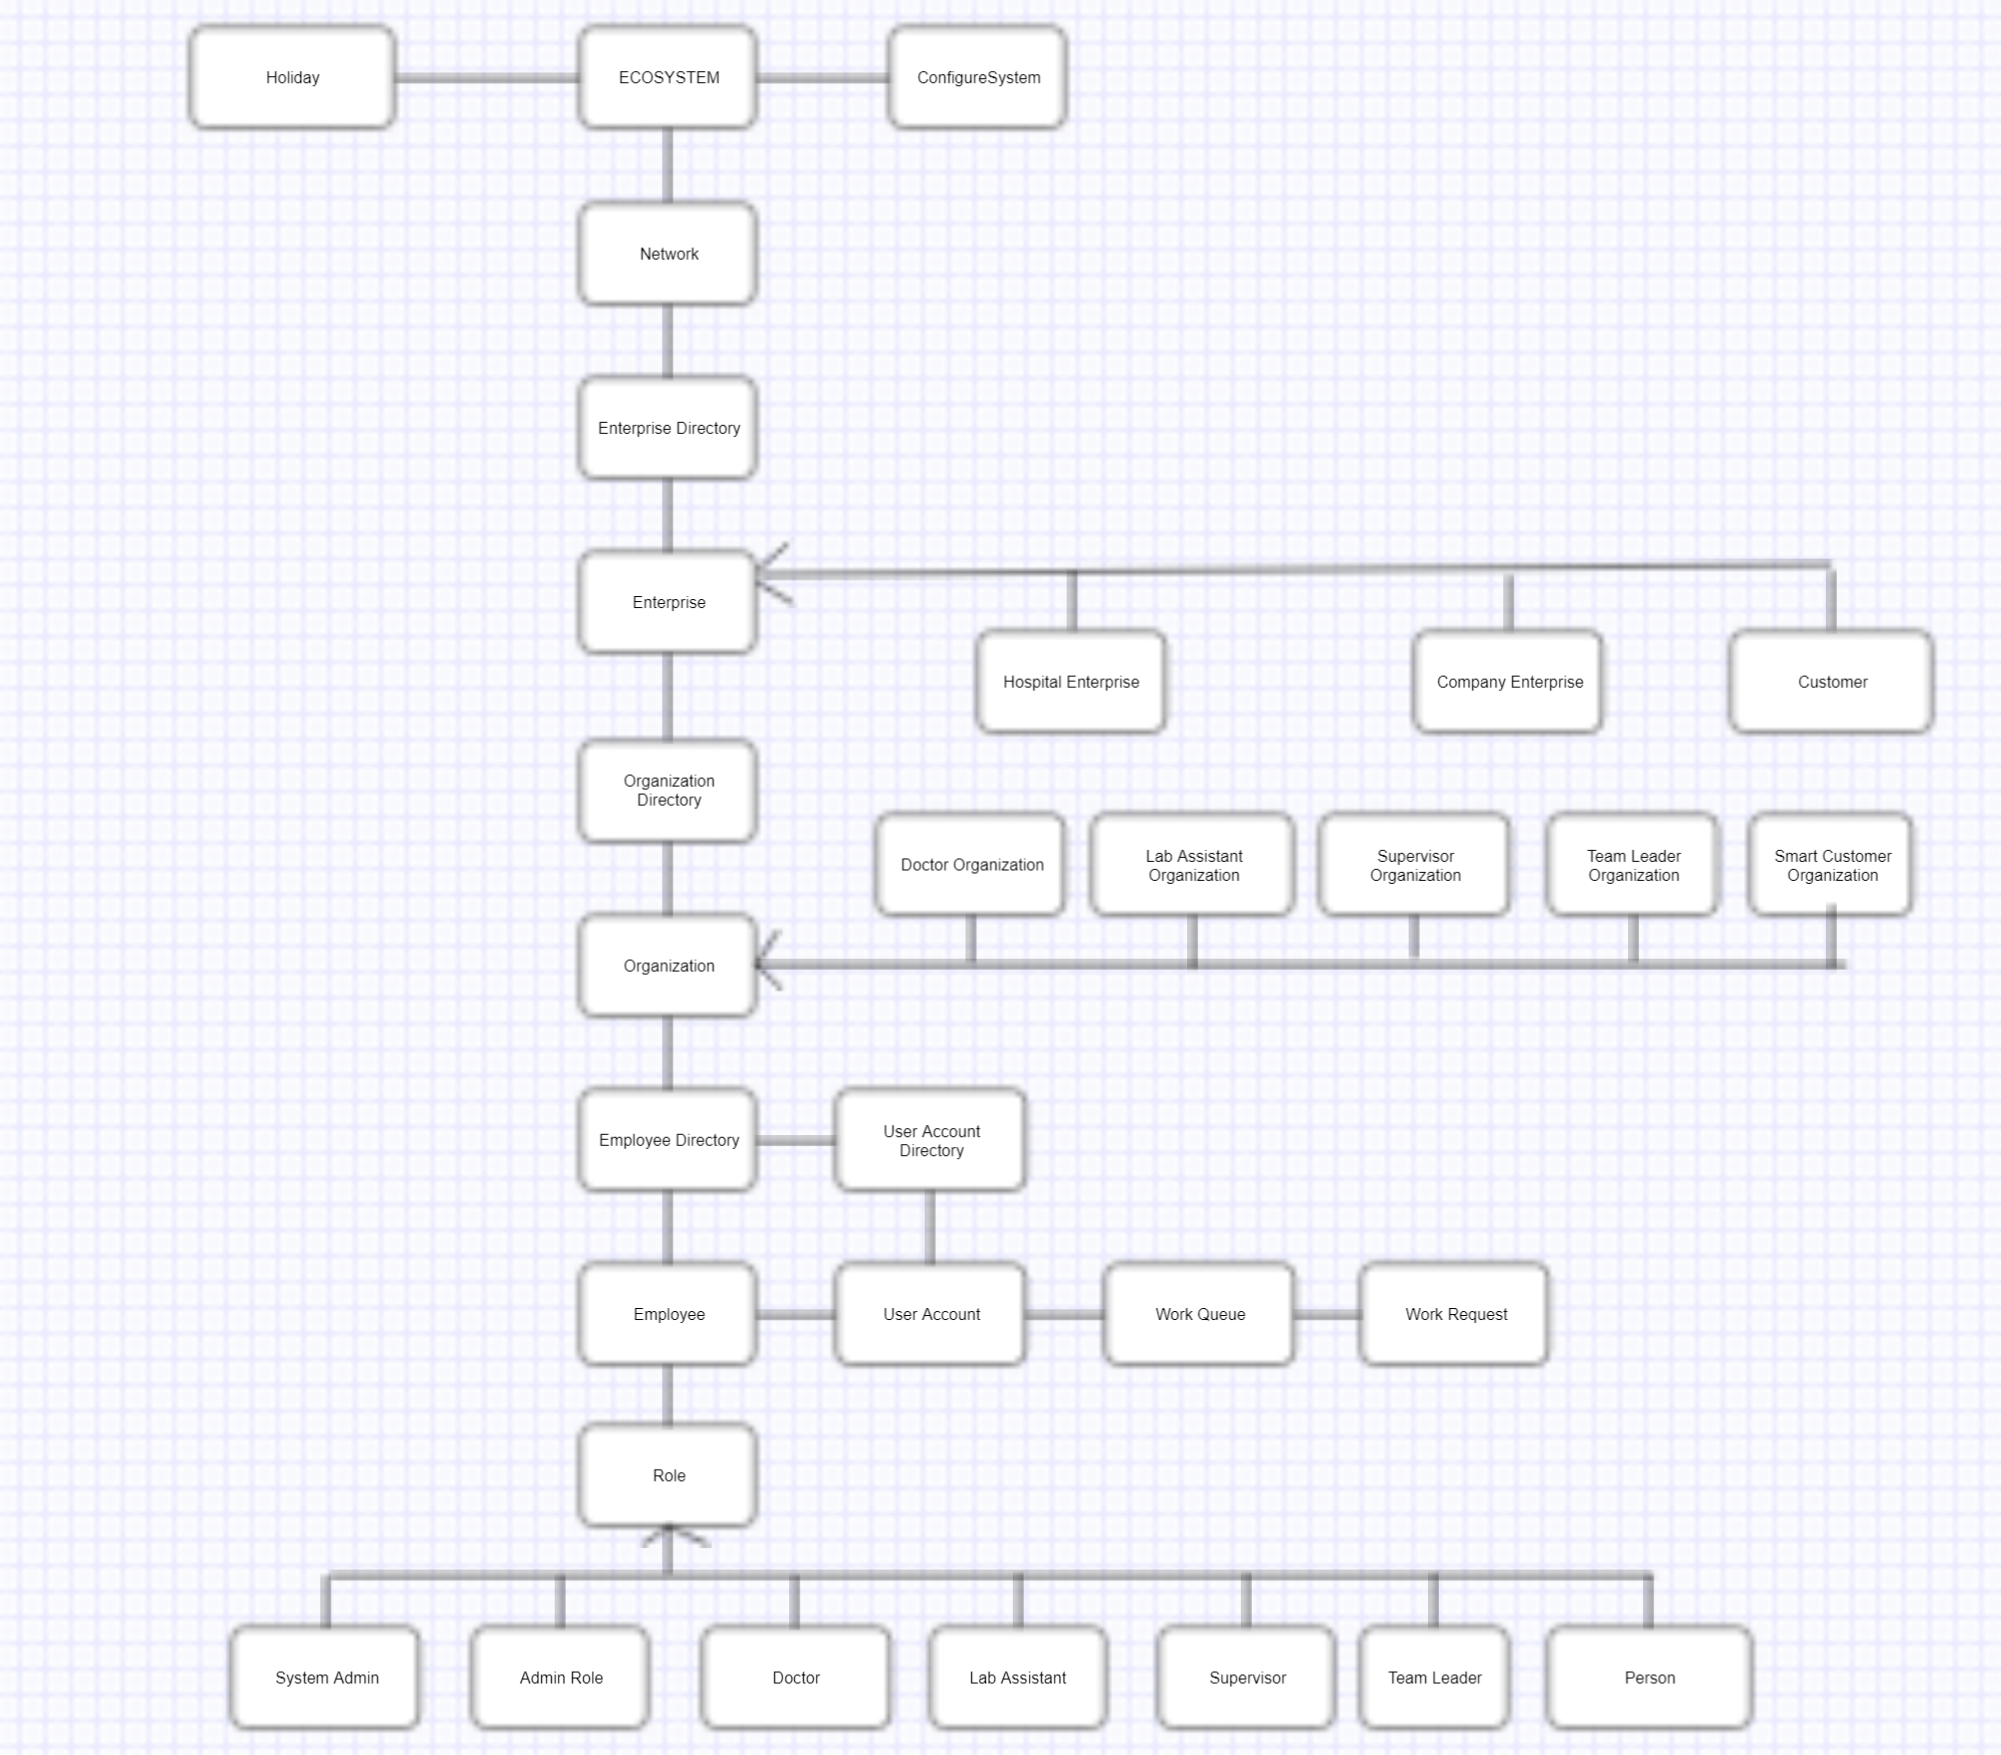 Holiday
ECOSYSTEM
ConfigureSystem
Network
Enterprise Directory
Enterprise
Hospital Enterprise
Company Enterprise
Customer
Organization
Directory
Doctor Organization
Lab Assistant
Organization
Supervisor
Organization
Team Leader
Organization
Smart Customer
Organization
Organization
Employee Directory
User Account
Directory
Employee
User Account
Work Queue
Work Request
Role
System Admin
Admin Role
Doctor
Lab Assistant
Supervisor
Team Leader
Person